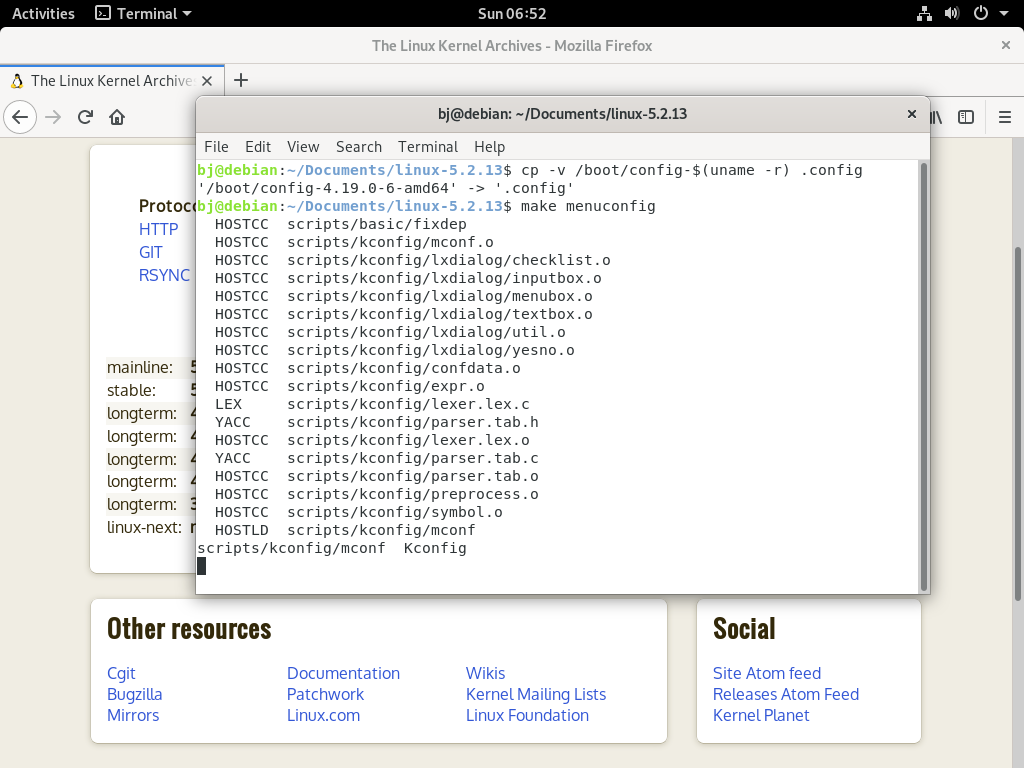 Activities Terminal Sun 06:52
The Linux Kernel Archives - Mozilla Firefox
The Linux Kernel Archives
bj@debian: ~/Documents/linux-5.2.13
File Edit View Search Terminal Help
bj@debian:~/Documents/linux-5.2.13$ cp -v /boot/config-$(uname -r) .config
'/boot/config-4.19.0-6-amd64' -> '.config'
bj@debian:~/Documents/linux-5.2.13$ make menuconfig
HOSTCC scripts/basic/fixdep
HOSTCC scripts/kconfig/mconf.o
HOSTCC scripts/kconfig/lxdialog/checklist.o
HOSTCC scripts/kconfig/lxdialog/inputbox.o
HOSTCC scripts/kconfig/lxdialog/menubox.o
HOSTCC scripts/kconfig/lxdialog/textbox.o
HOSTCC scripts/kconfig/lxdialog/util.o
HOSTCC scripts/kconfig/lxdialog/yesno.o
HOSTCC scripts/kconfig/confdata.o
HOSTCC scripts/kconfig/expr.o
LEX scripts/kconfig/lexer.lex.c
YACC scripts/kconfig/parser.tab.h
HOSTCC scripts/kconfig/lexer.lex.o
YACC scripts/kconfig/parser.tab.c
HOSTCC scripts/kconfig/parser.tab.o
HOSTCC scripts/kconfig/preprocess.o
HOSTCC scripts/kconfig/symbol.o
HOSTLD scripts/kconfig/mconf
scripts/kconfig/mconf Kconfig
Protoco
HTTP
GIT
RSYNC
mainline: 5
stable: 5
longterm: 4
longterm: 4
longterm: 4
longterm: 4
longterm: 3
linux-next:
Other resources
Cgit Documentation Wikis
Bugzilla Patchwork Kernel Mailing Lists
Mirrors Linux.com Linux Foundation
Social
Site Atom feed
Releases Atom Feed
Kernel Planet